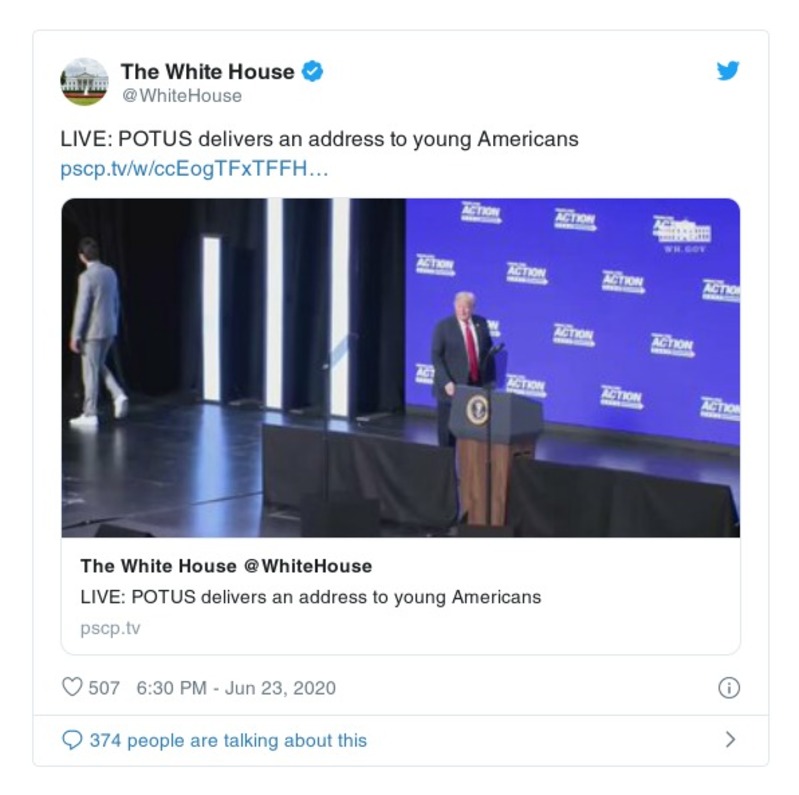 The White House
@WhiteHouse
LIVE: POTUS delivers an address to young Americans
pscp.tv/w/ccEogTFxTFFH…
ACTION
ACTION
WH.GOV
ACTION
ACTION
ACTION
ACTION
ACTION
ACTION
ACTION
ACTION
The White House @WhiteHouse
LIVE: POTUS delivers an address to young Americans
pscp.tv
507 6:30 PM - Jun 23, 2020
374 people are talking about this